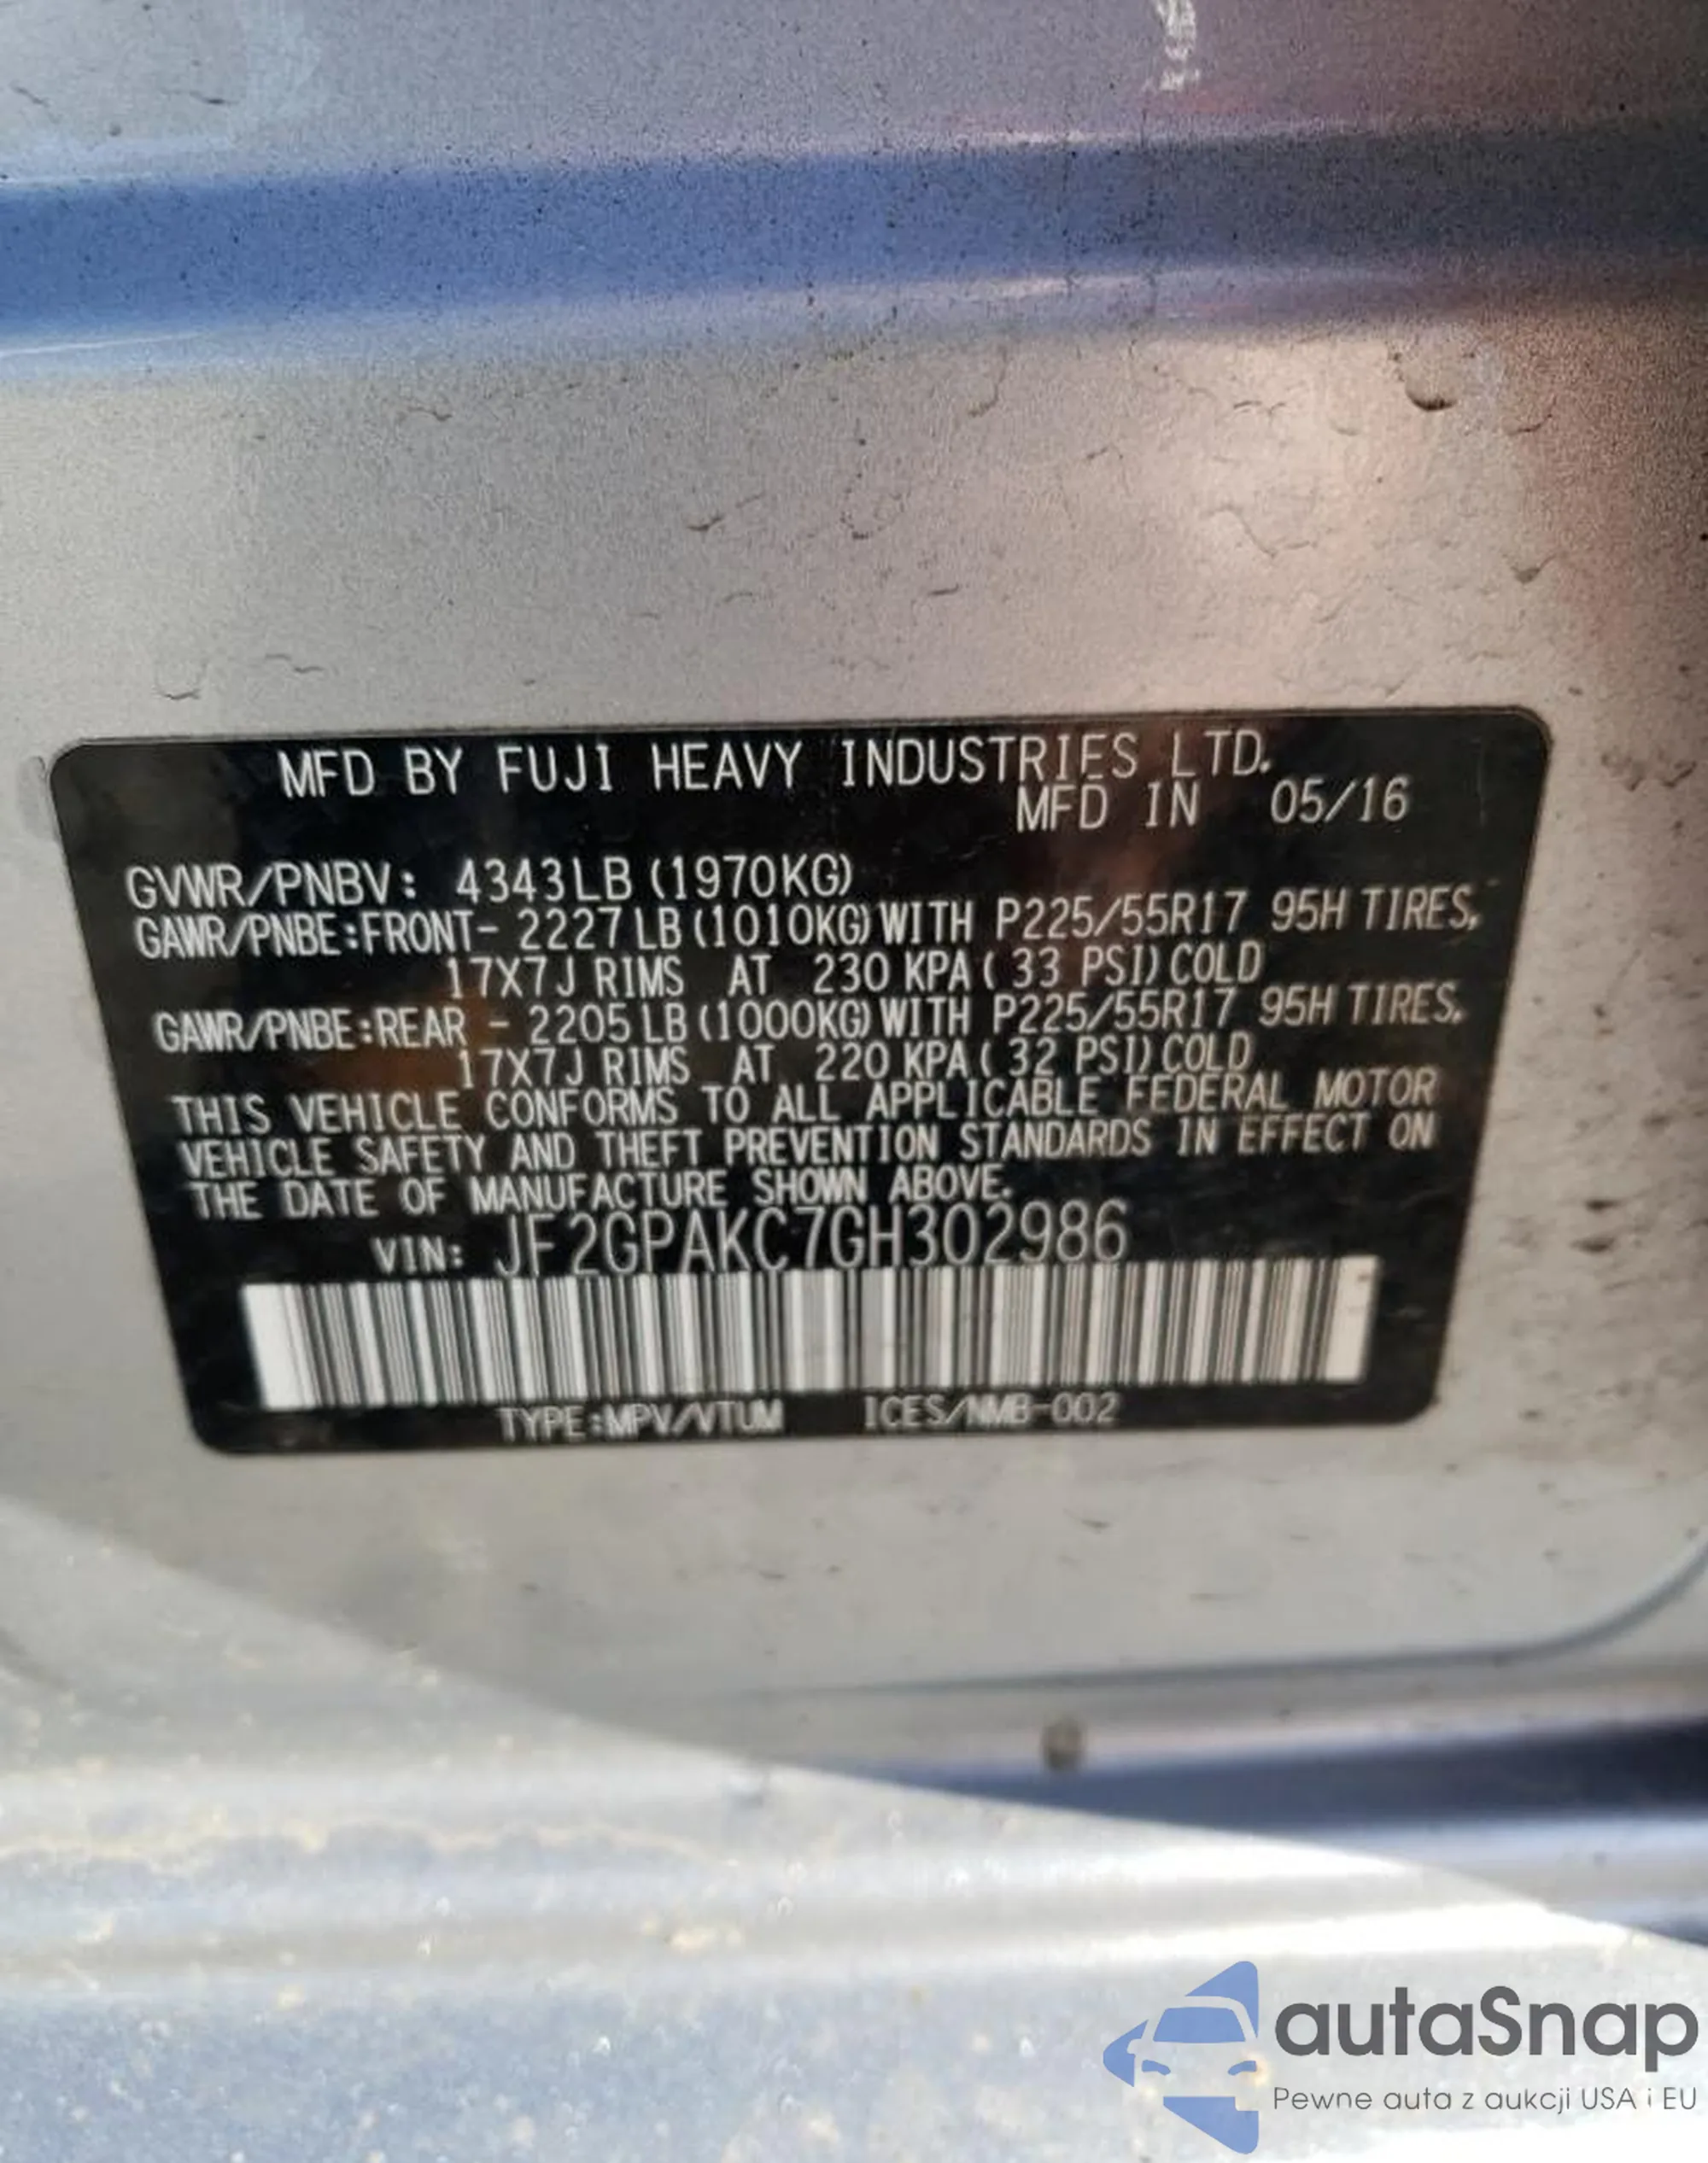 MFD BY FUJI HEAVY INDUSTRIES LTD.
MFD IN 05/16
GVWR/PNBV: 4343LB (1970KG)
GAWR/PNBE:FRONT- 2227LB (1010KG) WITH P225/55R17 95H TIRES,
17X7J RIMS AT 230 KPA ( 33 PSI) COLD
GAWR/PNBE:REAR - 2205LB (1000KG) WITH P225/55R17 95H TIRES,
17X7J RIMS AT 220 KPA ( 32 PSI) COLD
THIS VEHICLE CONFORMS TO ALL APPLICABLE FEDERAL MOTOR
VEHICLE SAFETY AND THEFT PREVENTION STANDARDS IN EFFECT ON
THE DATE OF MANUFACTURE SHOWN ABOVE.
VIN: JF2GPAKC7GH302986
TYPE:MPV/VTUM ICES/NMB-002
autaSnap
Pewne auta z aukcji USA i EU